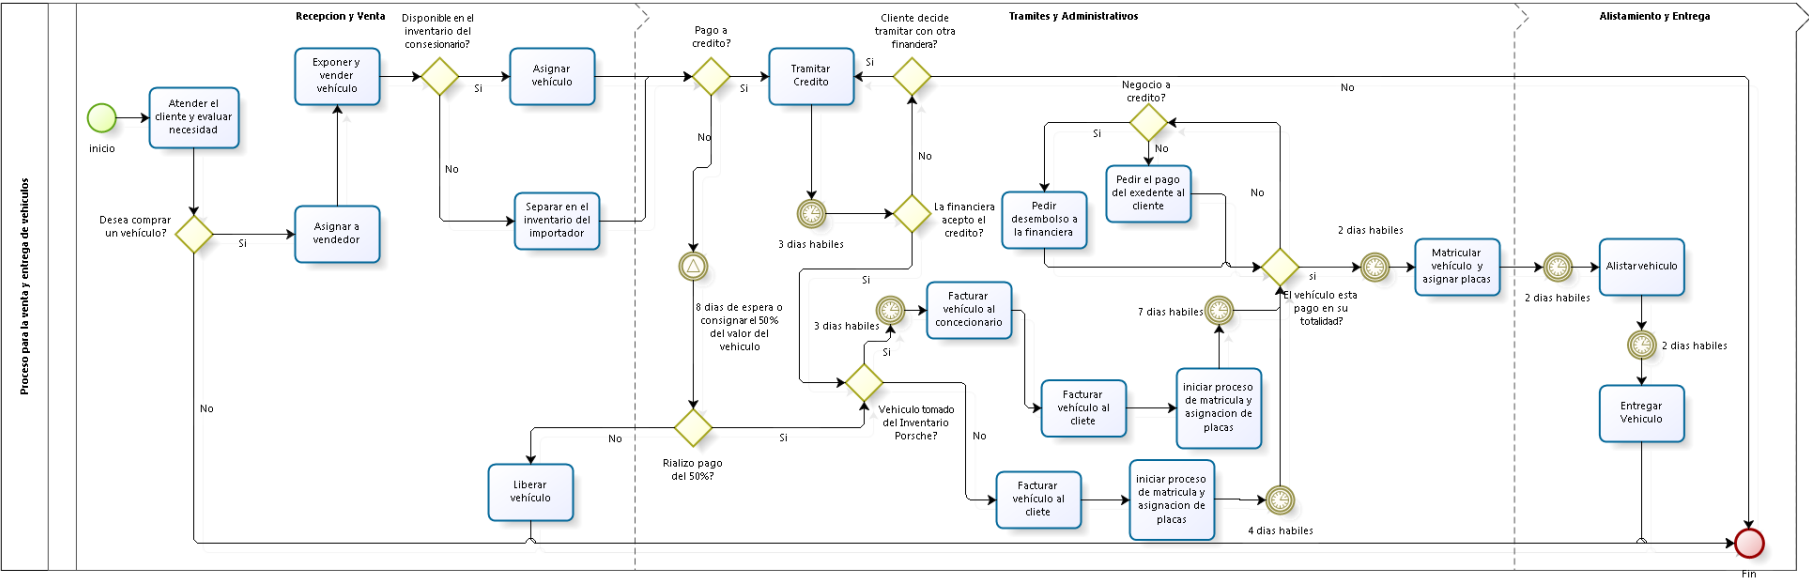 Proceso para la venta y entrega de vehiculos
Recepcion y Venta
Tramites y Administrativos
Alistamiento y Entrega
inicio
Atender el
cliente y evaluar
necesidad
Desea comprar
un vehículo?
Si
No
Asignar a
vendedor
Exponer y
vender
vehículo
Disponible en el
inventario del
consesionario?
Si
No
Asignar
vehículo
Separar en el
inventario del
importador
Pago a
credito?
Si
No
8 dias de espera o
consignar el 50%
del valor del
vehiculo
Rializo pago
del 50%?
No
Si
Liberar
vehículo
Tramitar
Credito
3 dias habiles
La financiera
acepto el
credito?
No
Si
Cliente decide
tramitar con otra
finandera?
Si
No
Vehiculo tomado
del Inventario
Porsche?
Si
No
3 dias habiles
Facturar
vehículo al
concecionario
Facturar
vehículo al
cliete
iniciar proceso
de matricula y
asignacion de
placas
7 dias habiles
Facturar
vehículo al
cliete
iniciar proceso
de matricula y
asignacion de
placas
4 dias habiles
El vehículo esta
pago en su
totalidad?
No
si
Negocio a
credito?
Si
No
Pedir
desembolso a
la financiera
Pedir el pago
del exedente al
cliente
2 dias habiles
Matricular
vehículo y
asignar placas
2 dias habiles
Alistar vehiculo
2 dias habiles
Entregar
Vehiculo
Fin